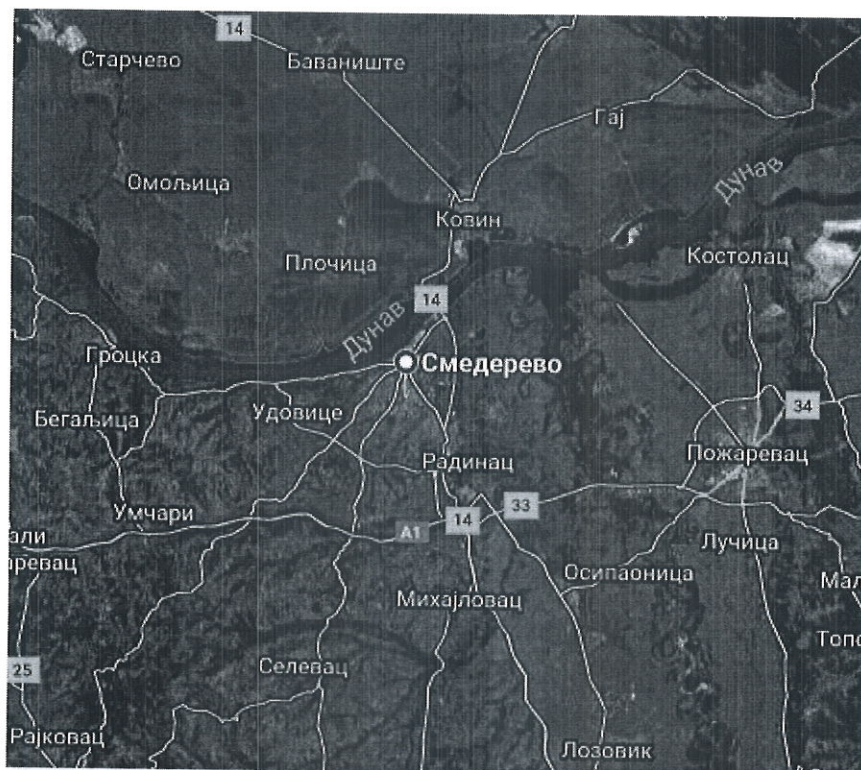 14
Старчево
Баваниште
Гај
Омољица
Дунав
Ковин
Костолац
Плочица
14
Дунав
Гроцка
Смедерево
Бегаљица
Удовице
34
Радинац
Пожаревац
Умчари
33
14
А1
али
аревац
Лучица
Осипаоница
Мал
Михајловац
Топо
Селевац
25
Рајковац
Лозовик